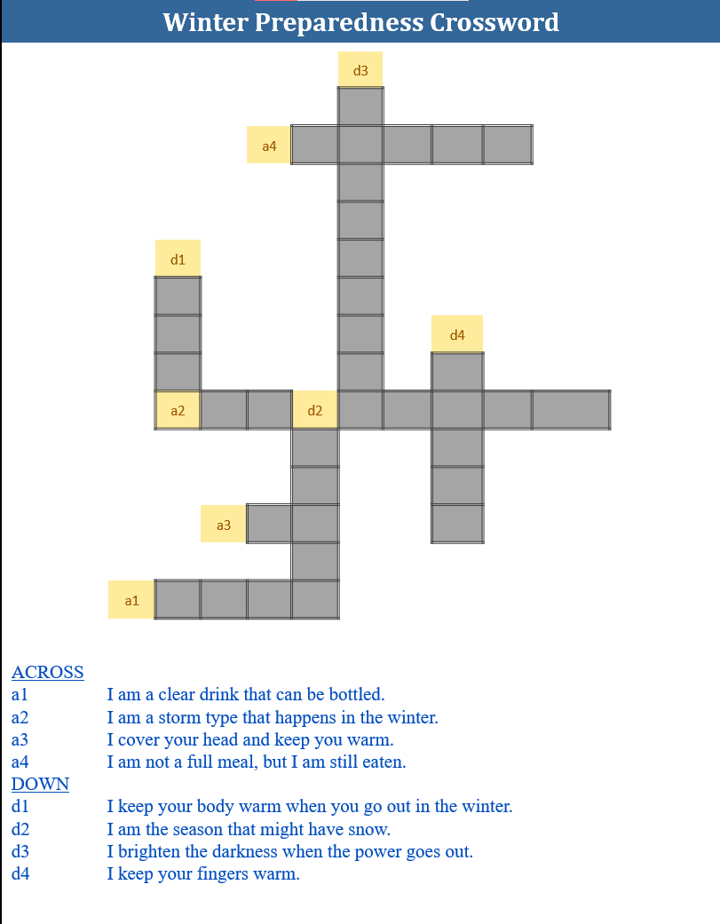 Winter Preparedness Crossword
d3
a4
d1
d4
a2 d2
a3
a1
ACROSS
a1 I am a clear drink that can be bottled.
a2 I am a storm type that happens in the winter.
a3 I cover your head and keep you warm.
a4 I am not a full meal, but I am still eaten.
DOWN
d1 I keep your body warm when you go out in the winter.
d2 I am the season that might have snow.
d3 I brighten the darkness when the power goes out.
d4 I keep your fingers warm.